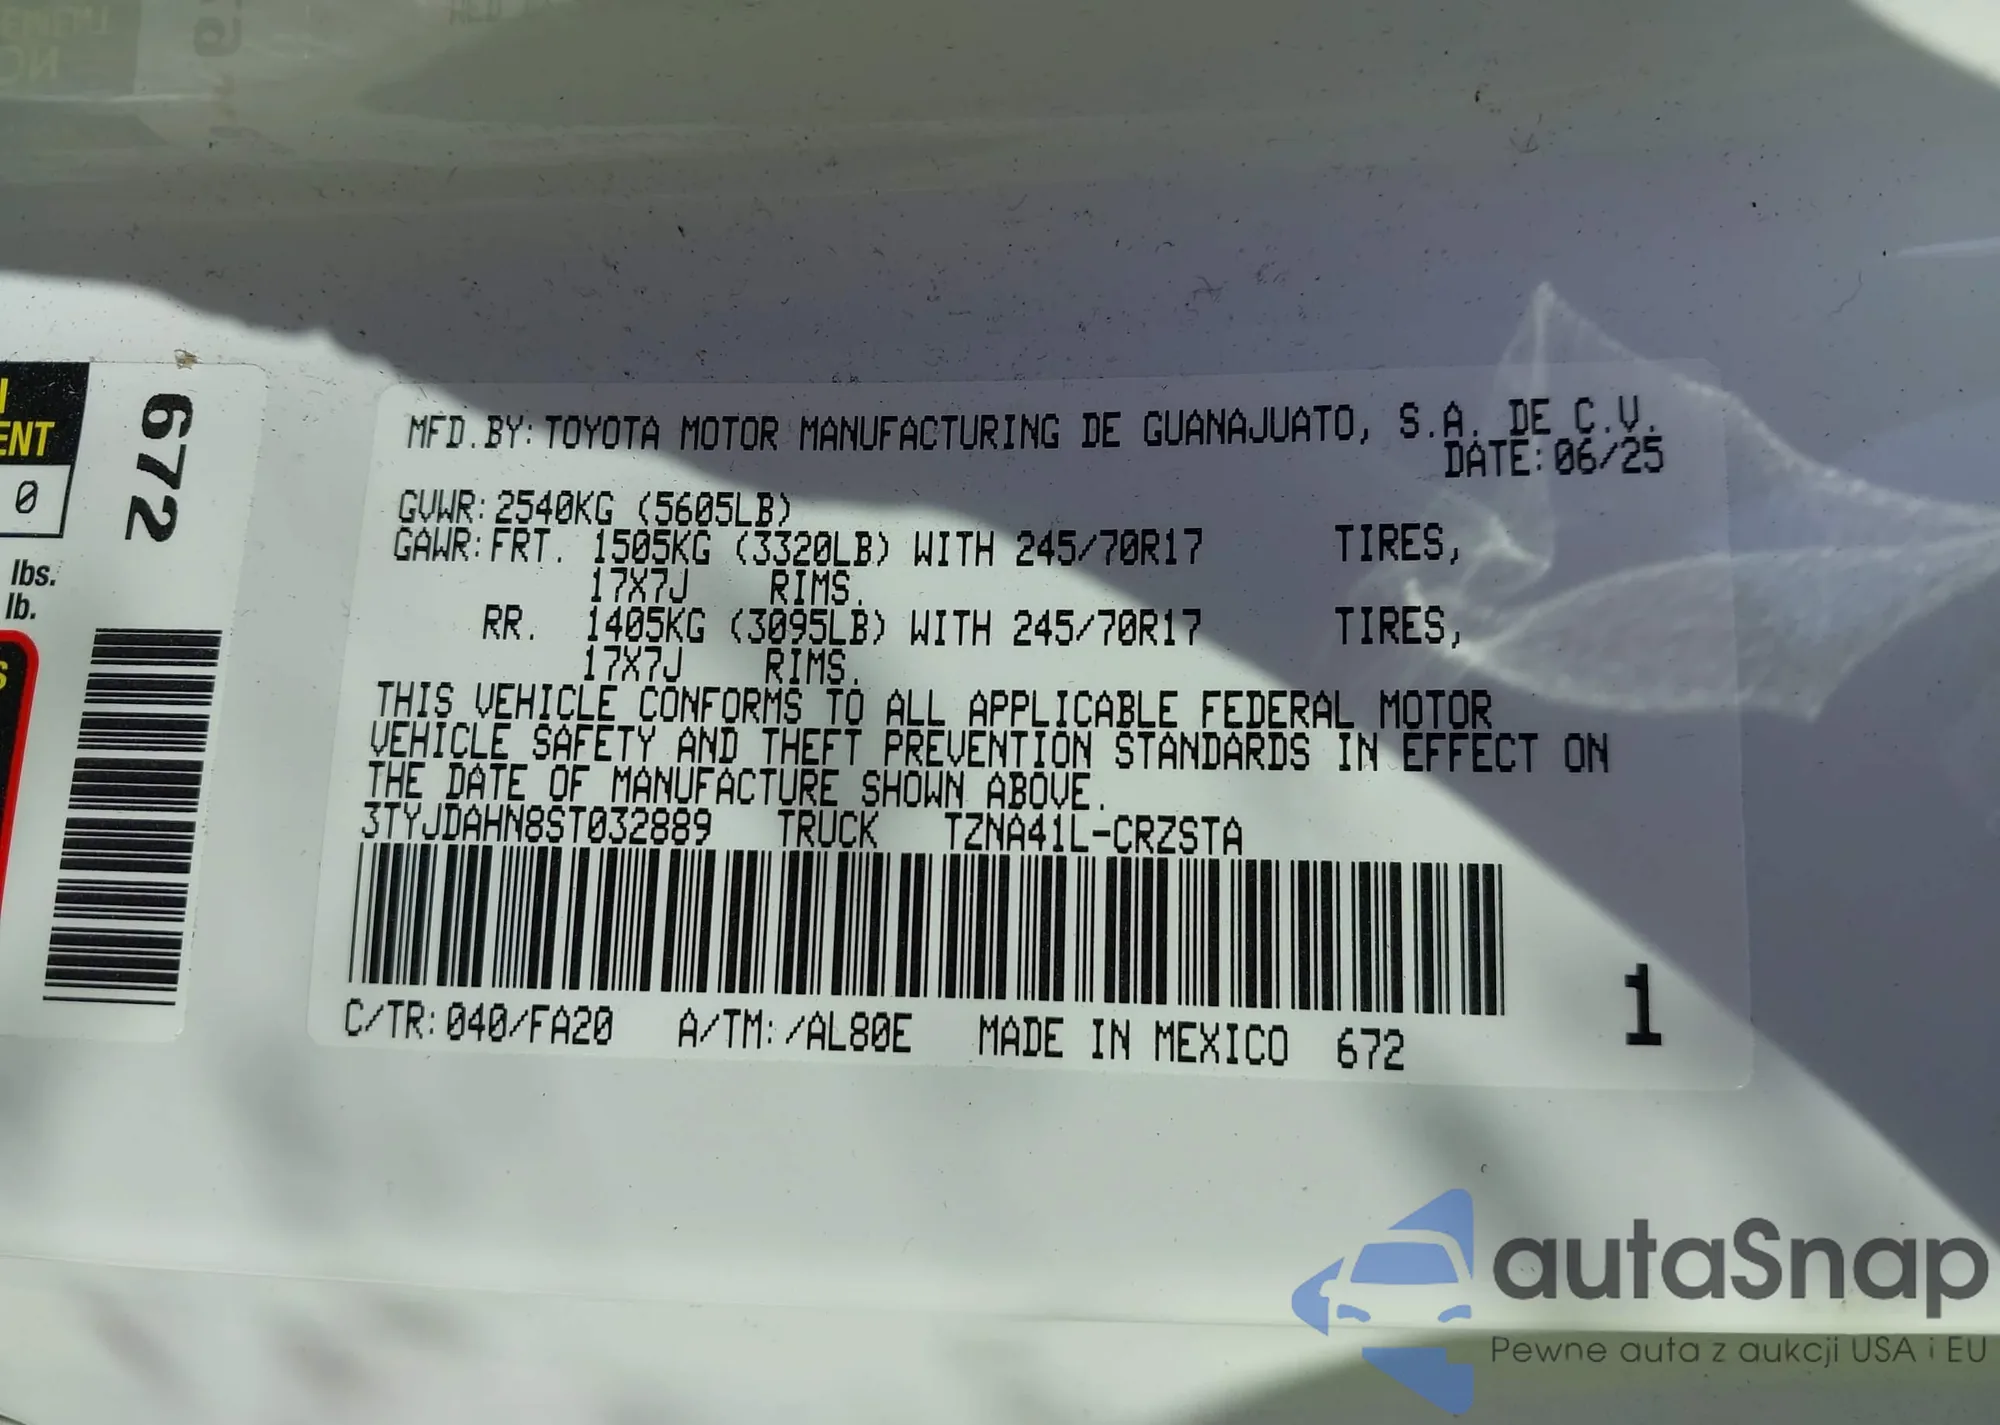 ENT
0
lbs.
lb.
S
672
MFD.BY: TOYOTA MOTOR MANUFACTURING DE GUANAJUATO, S.A. DE C.V.
DATE: 06/25
GVWR: 2540KG (5605LB)
GAWR: FRT. 1505KG (3320LB) WITH 245/70R17 TIRES,
17X7J RIMS.
RR. 1405KG (3095LB) WITH 245/70R17 TIRES,
17X7J RIMS.
THIS VEHICLE CONFORMS TO ALL APPLICABLE FEDERAL MOTOR
VEHICLE SAFETY AND THEFT PREVENTION STANDARDS IN EFFECT ON
THE DATE OF MANUFACTURE SHOWN ABOVE.
3TYJDAHN8ST032889 TRUCK TZNA41L-CRZSTA
C/TR: 040/FA20 A/TM: /AL80E MADE IN MEXICO 672
1
autaSnap
Pewne auta z aukcji USA i EU